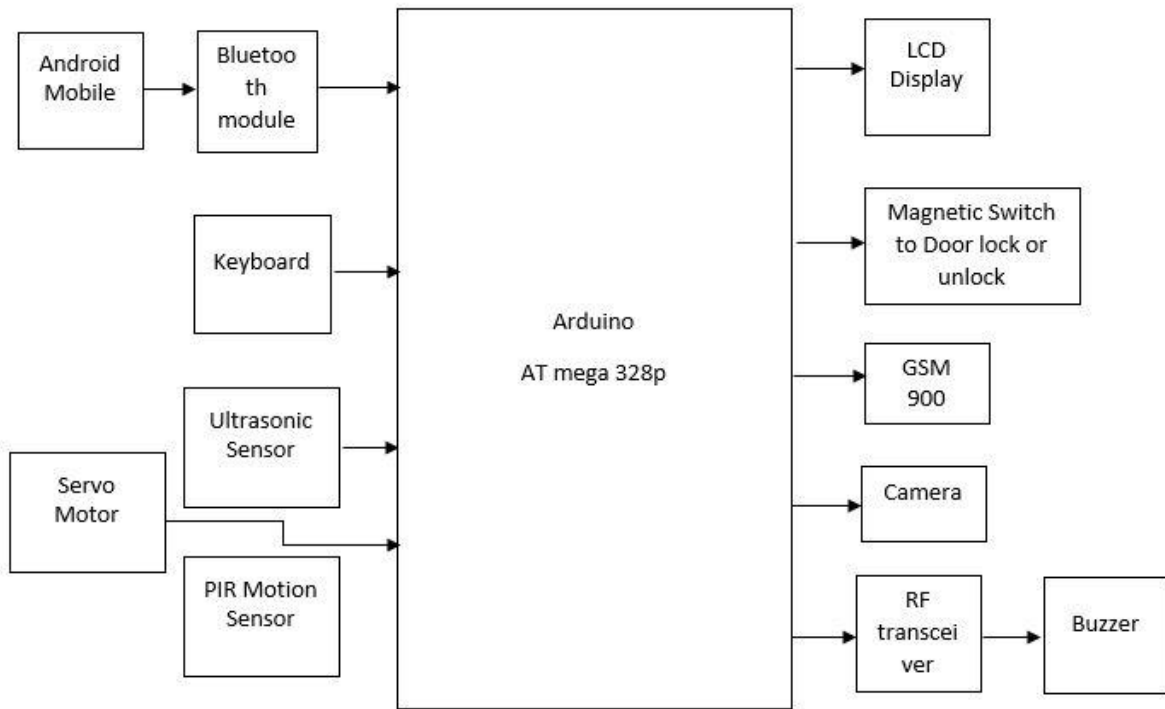 Android
Mobile
Bluetoo
th
module
Keyboard
Ultrasonic
Sensor
Servo
Motor
PIR Motion
Sensor
Arduino
AT mega 328p
LCD
Display
Magnetic Switch
to Door lock or
unlock
GSM
900
Camera
RF
transcei
ver
Buzzer